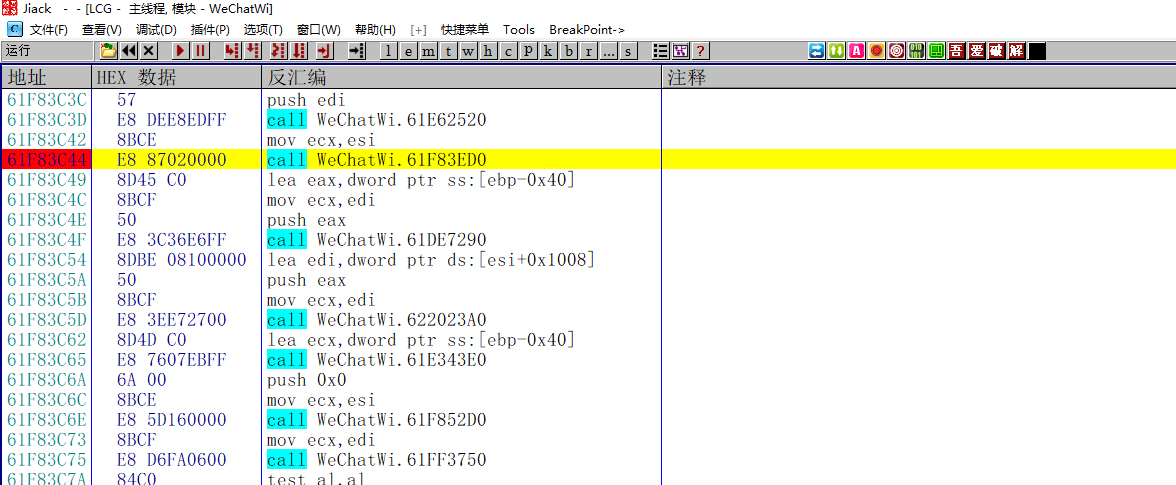 Jiack - - [LCG - 主线程, 模块 - WeChatWi]
C 文件(F) 查看(V) 调试(D) 插件(P) 选项(T) 窗口(W) 帮助(H) [+] 快捷菜单 Tools BreakPoint->
运行 l e m t w h c p k b r ... s ? A 吾 爱 破 解
地址 HEX 数据 反汇编 注释
61F83C3C 57 push edi
61F83C3D E8 DEE8EDFF call WeChatWi.61E62520
61F83C42 8BCE mov ecx,esi
61F83C44 E8 87020000 call WeChatWi.61F83ED0
61F83C49 8D45 C0 lea eax,dword ptr ss:[ebp-0x40]
61F83C4C 8BCF mov ecx,edi
61F83C4E 50 push eax
61F83C4F E8 3C36E6FF call WeChatWi.61DE7290
61F83C54 8DBE 08100000 lea edi,dword ptr ds:[esi+0x1008]
61F83C5A 50 push eax
61F83C5B 8BCF mov ecx,edi
61F83C5D E8 3EE72700 call WeChatWi.622023A0
61F83C62 8D4D C0 lea ecx,dword ptr ss:[ebp-0x40]
61F83C65 E8 7607EBFF call WeChatWi.61E343E0
61F83C6A 6A 00 push 0x0
61F83C6C 8BCE mov ecx,esi
61F83C6E E8 5D160000 call WeChatWi.61F852D0
61F83C73 8BCF mov ecx,edi
61F83C75 E8 D6FA0600 call WeChatWi.61FF3750
61F83C7A 84C0 test al,al